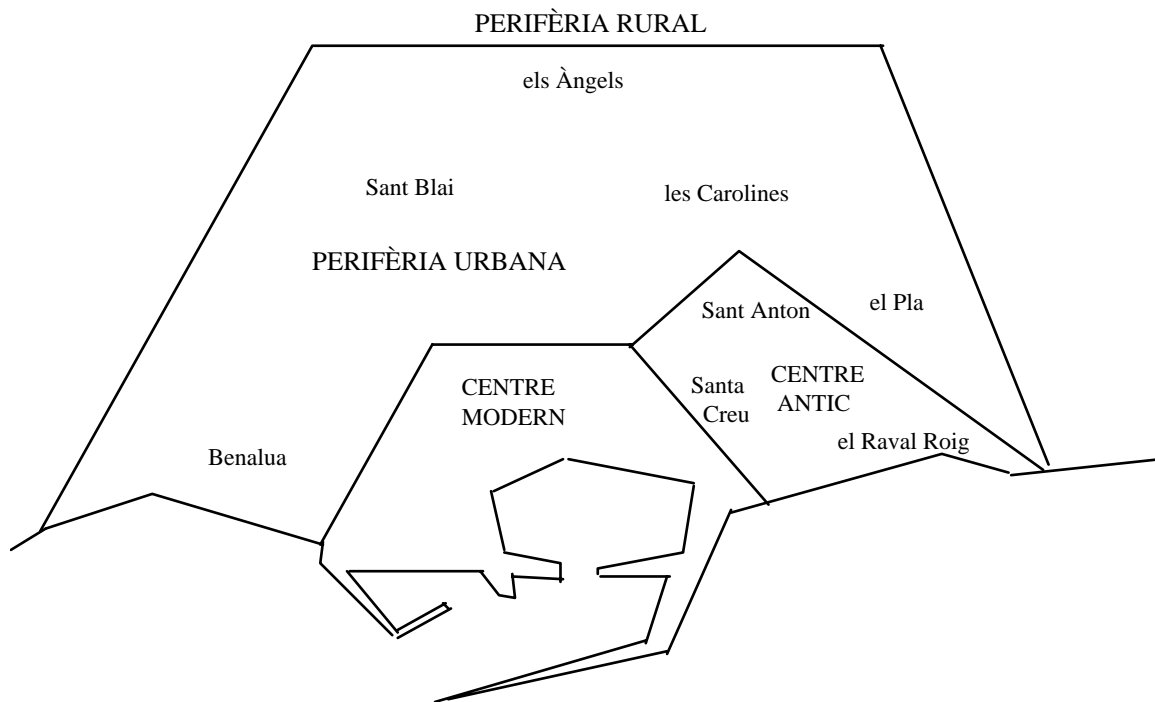 PERIFÈRIA RURAL
els Àngels
Sant Blai
les Carolines
PERIFÈRIA URBANA
Sant Anton
el Pla
CENTRE
MODERN
Santa
Creu
CENTRE
ANTIC
el Raval Roig
Benalua